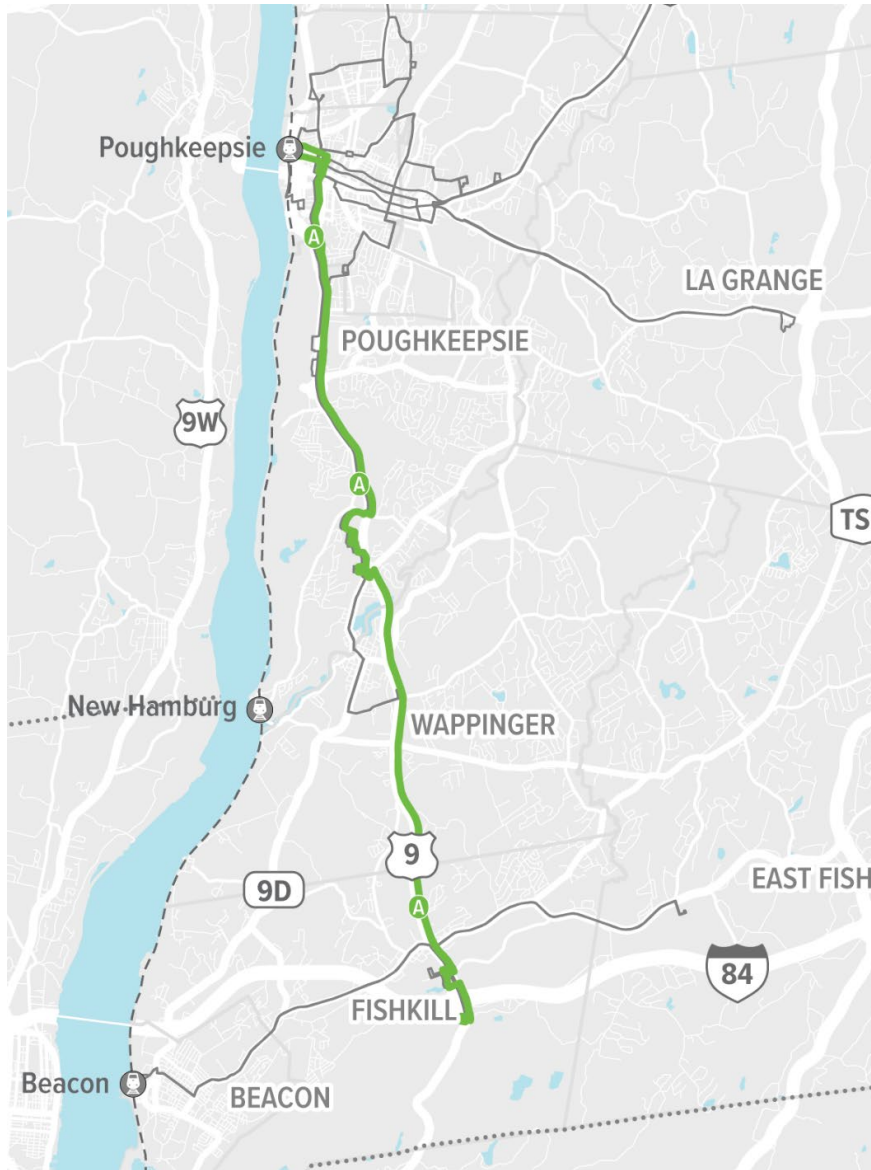 Poughkeepsie
A
LA GRANGE
POUGHKEEPSIE
9W
A
TS
New Hamburg
WAPPINGER
9
EAST FISH
9D
A
84
FISHKILL
Beacon
BEACON